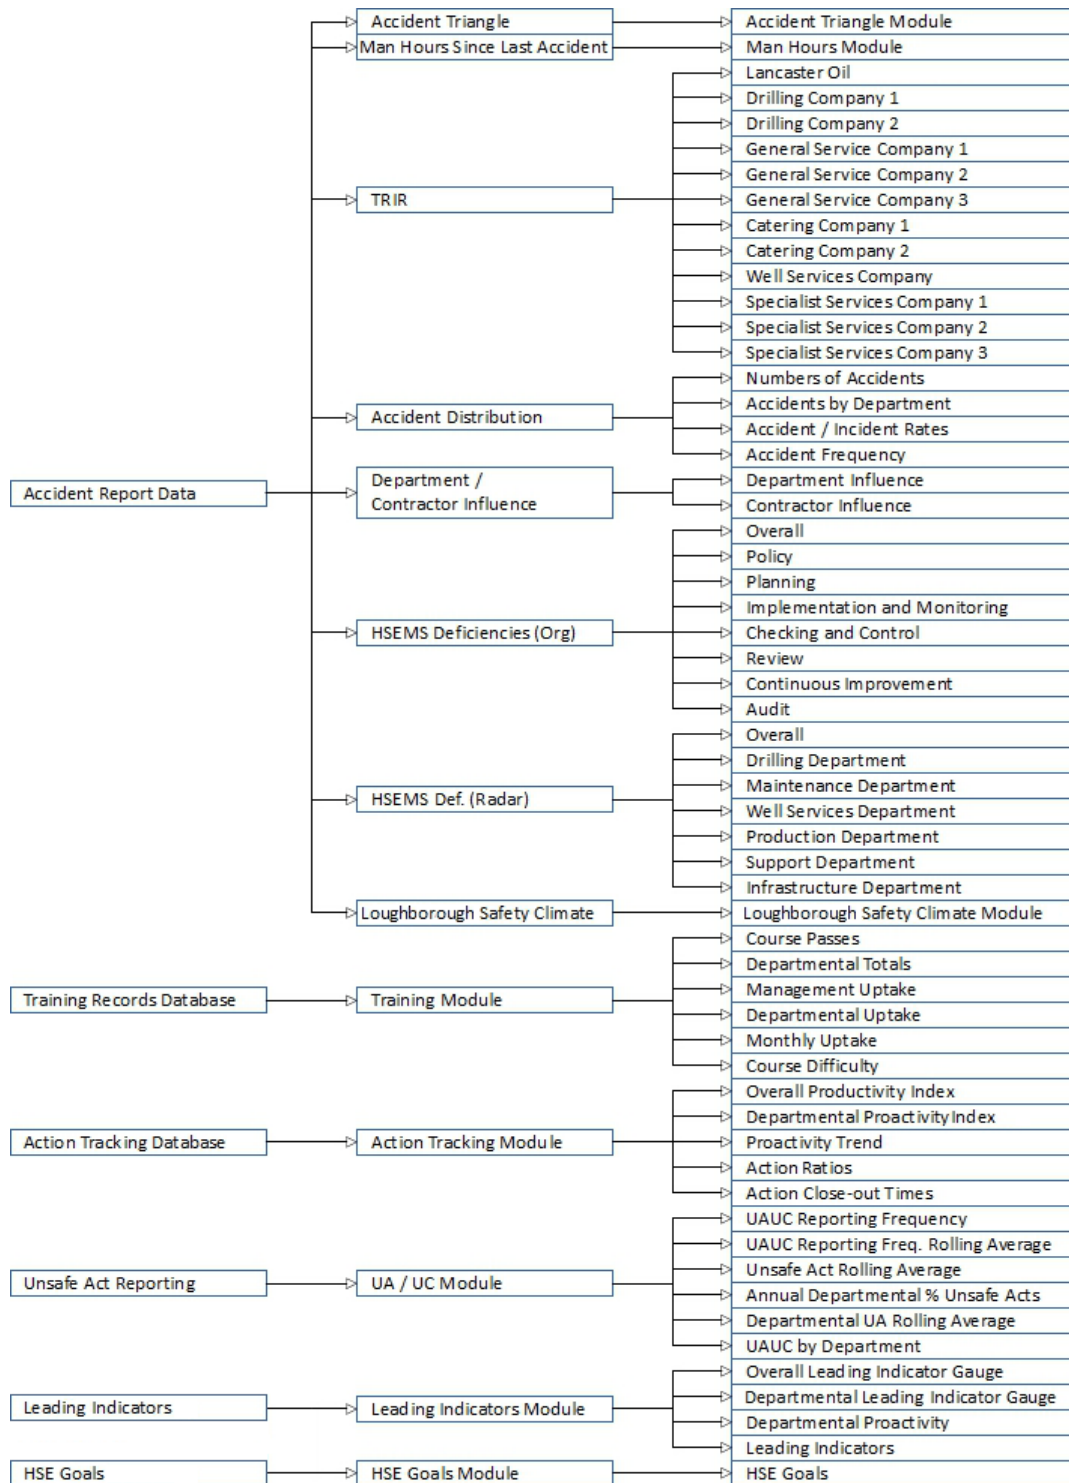 Accident Triangle
Accident Triangle Module
Man Hours Since Last Accident
Man Hours Module
TRIR
Lancaster Oil
Drilling Company 1
Drilling Company 2
General Service Company 1
General Service Company 2
General Service Company 3
Catering Company 1
Catering Company 2
Well Services Company
Specialist Services Company 1
Specialist Services Company 2
Specialist Services Company 3
Accident Distribution
Numbers of Accidents
Accidents by Department
Accident / Incident Rates
Accident Frequency
Accident Report Data
Department /
Contractor Influence
Department Influence
Contractor Influence
HSEMS Deficiencies (Org)
Overall
Policy
Planning
Implementation and Monitoring
Checking and Control
Review
Continuous Improvement
Audit
HSEMS Def. (Radar)
Overall
Drilling Department
Maintenance Department
Well Services Department
Production Department
Support Department
Infrastructure Department
Loughborough Safety Climate
Loughborough Safety Climate Module
Training Records Database
Training Module
Course Passes
Departmental Totals
Management Uptake
Departmental Uptake
Monthly Uptake
Course Difficulty
Action Tracking Database
Action Tracking Module
Overall Productivity Index
Departmental Proactivity Index
Proactivity Trend
Action Ratios
Action Close-out Times
Unsafe Act Reporting
UA / UC Module
UAUC Reporting Frequency
UAUC Reporting Freq. Rolling Average
Unsafe Act Rolling Average
Annual Departmental % Unsafe Acts
Departmental UA Rolling Average
UAUC by Department
Leading Indicators
Leading Indicators Module
Overall Leading Indicator Gauge
Departmental Leading Indicator Gauge
Departmental Proactivity
Leading Indicators
HSE Goals
HSE Goals Module
HSE Goals